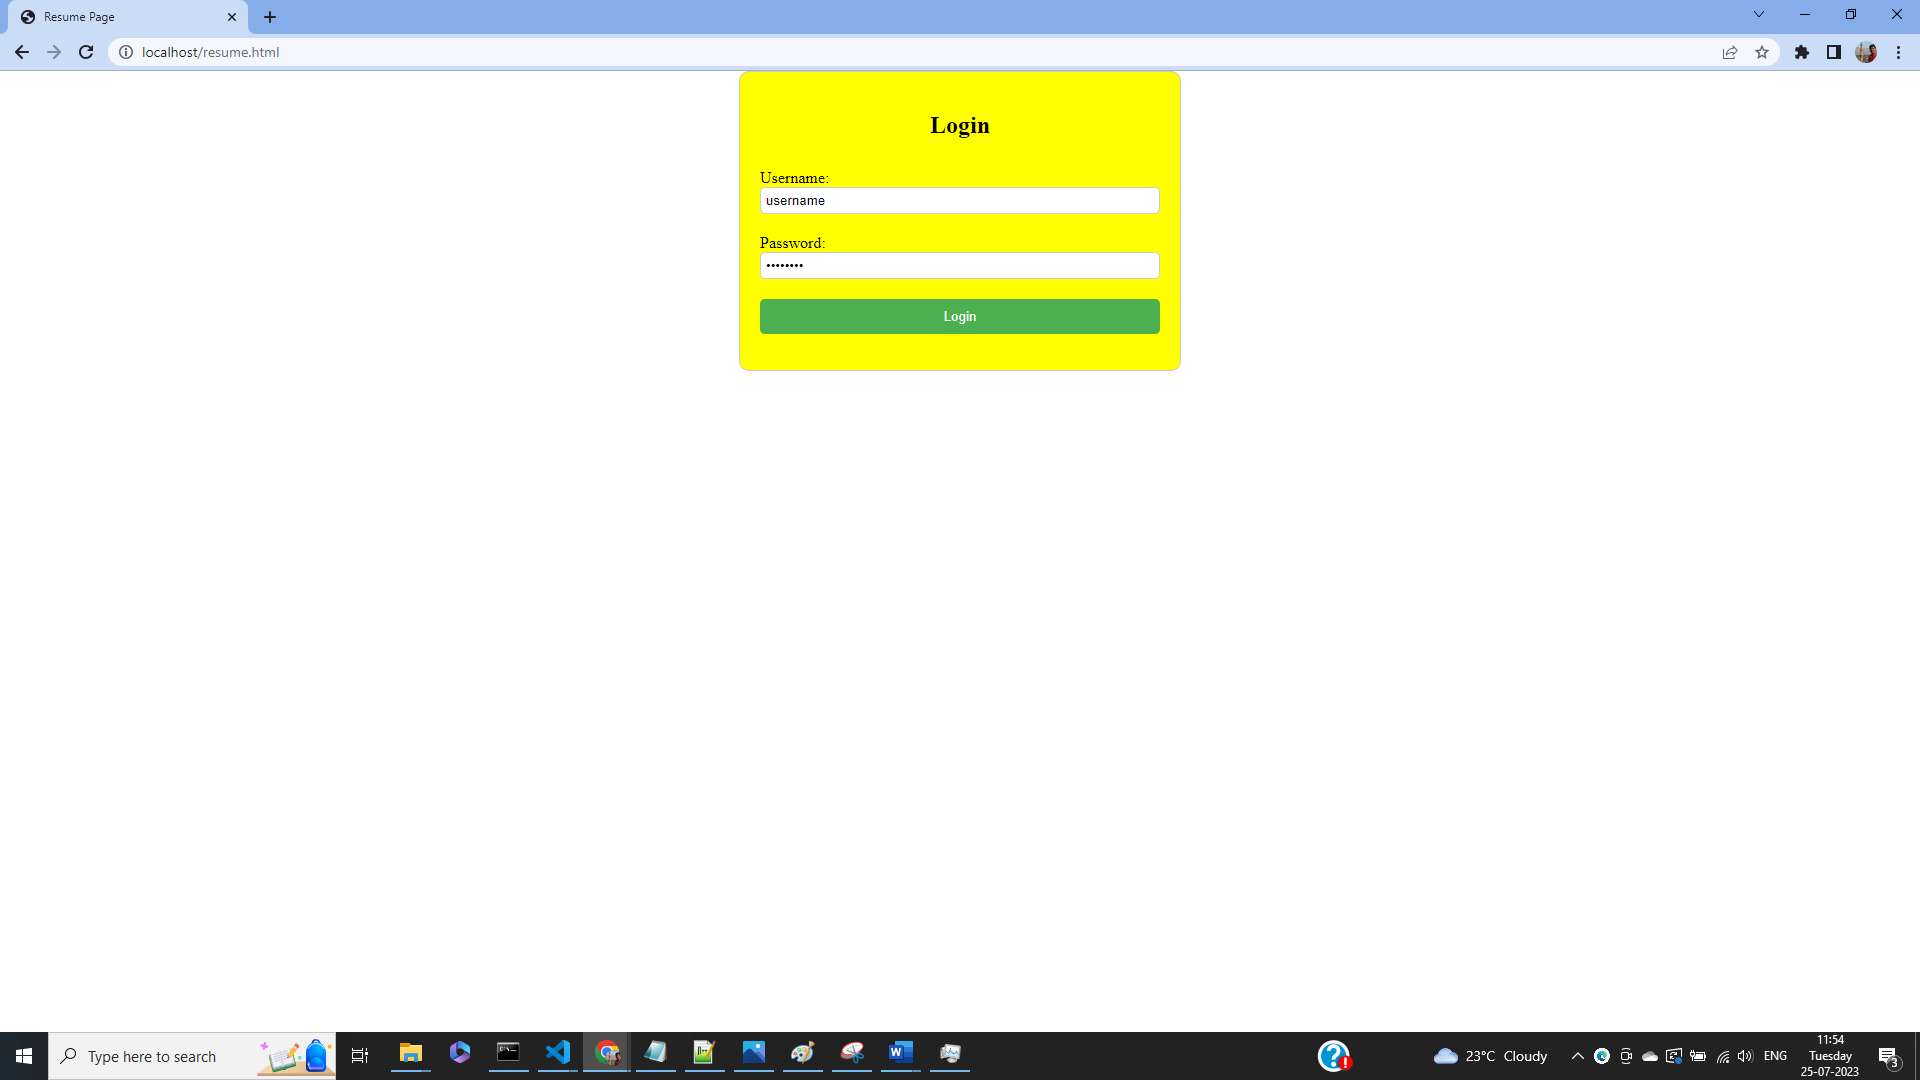 Resume Page
localhost/resume.html
Login
Username:
username
Password:
••••••••
Login
Type here to search
23°C Cloudy
ENG
11:54
Tuesday
25-07-2023
3